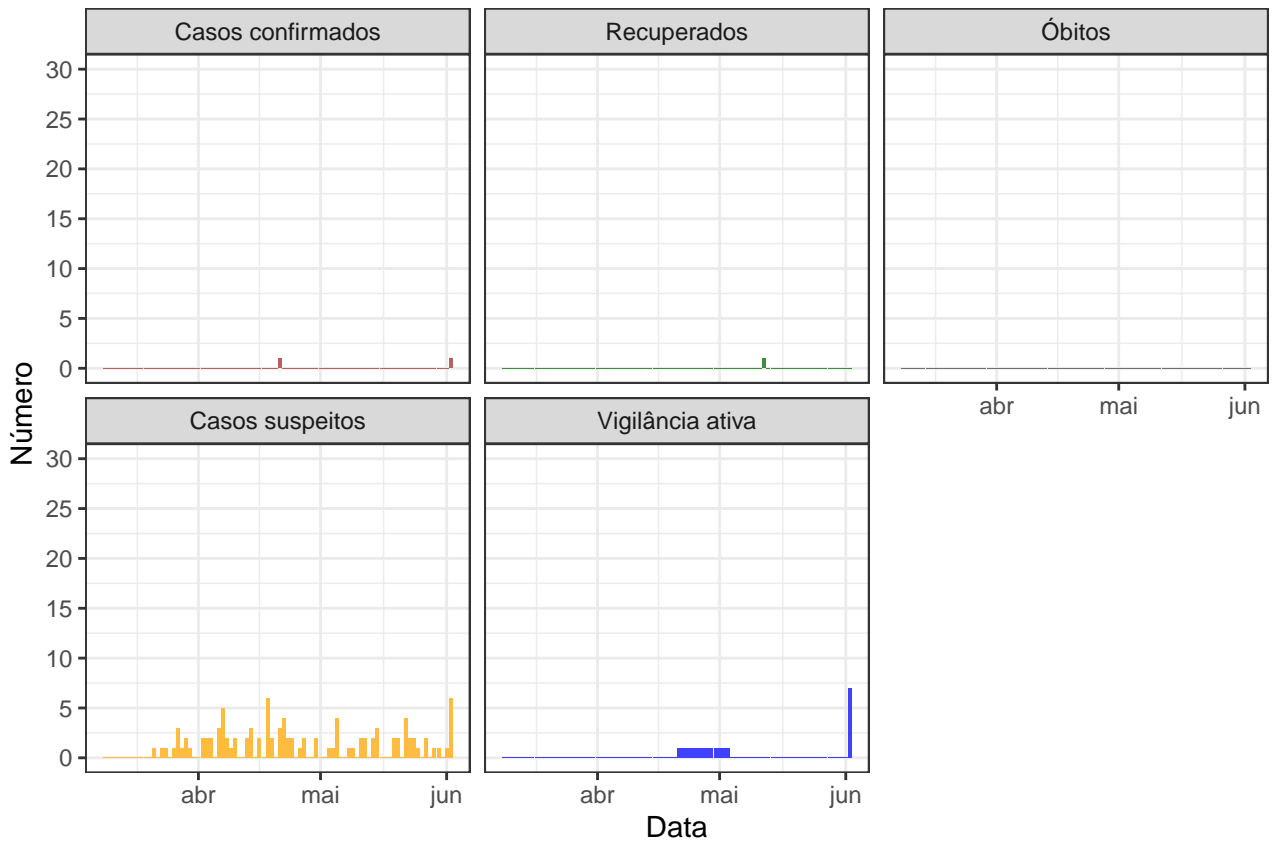 Casos confirmados
Recuperados
Óbitos
30
25
20
15
10
5
0
abr mai jun
Número
Casos suspeitos
Vigilância ativa
30
25
20
15
10
5
0
abr mai jun
abr mai jun
Data